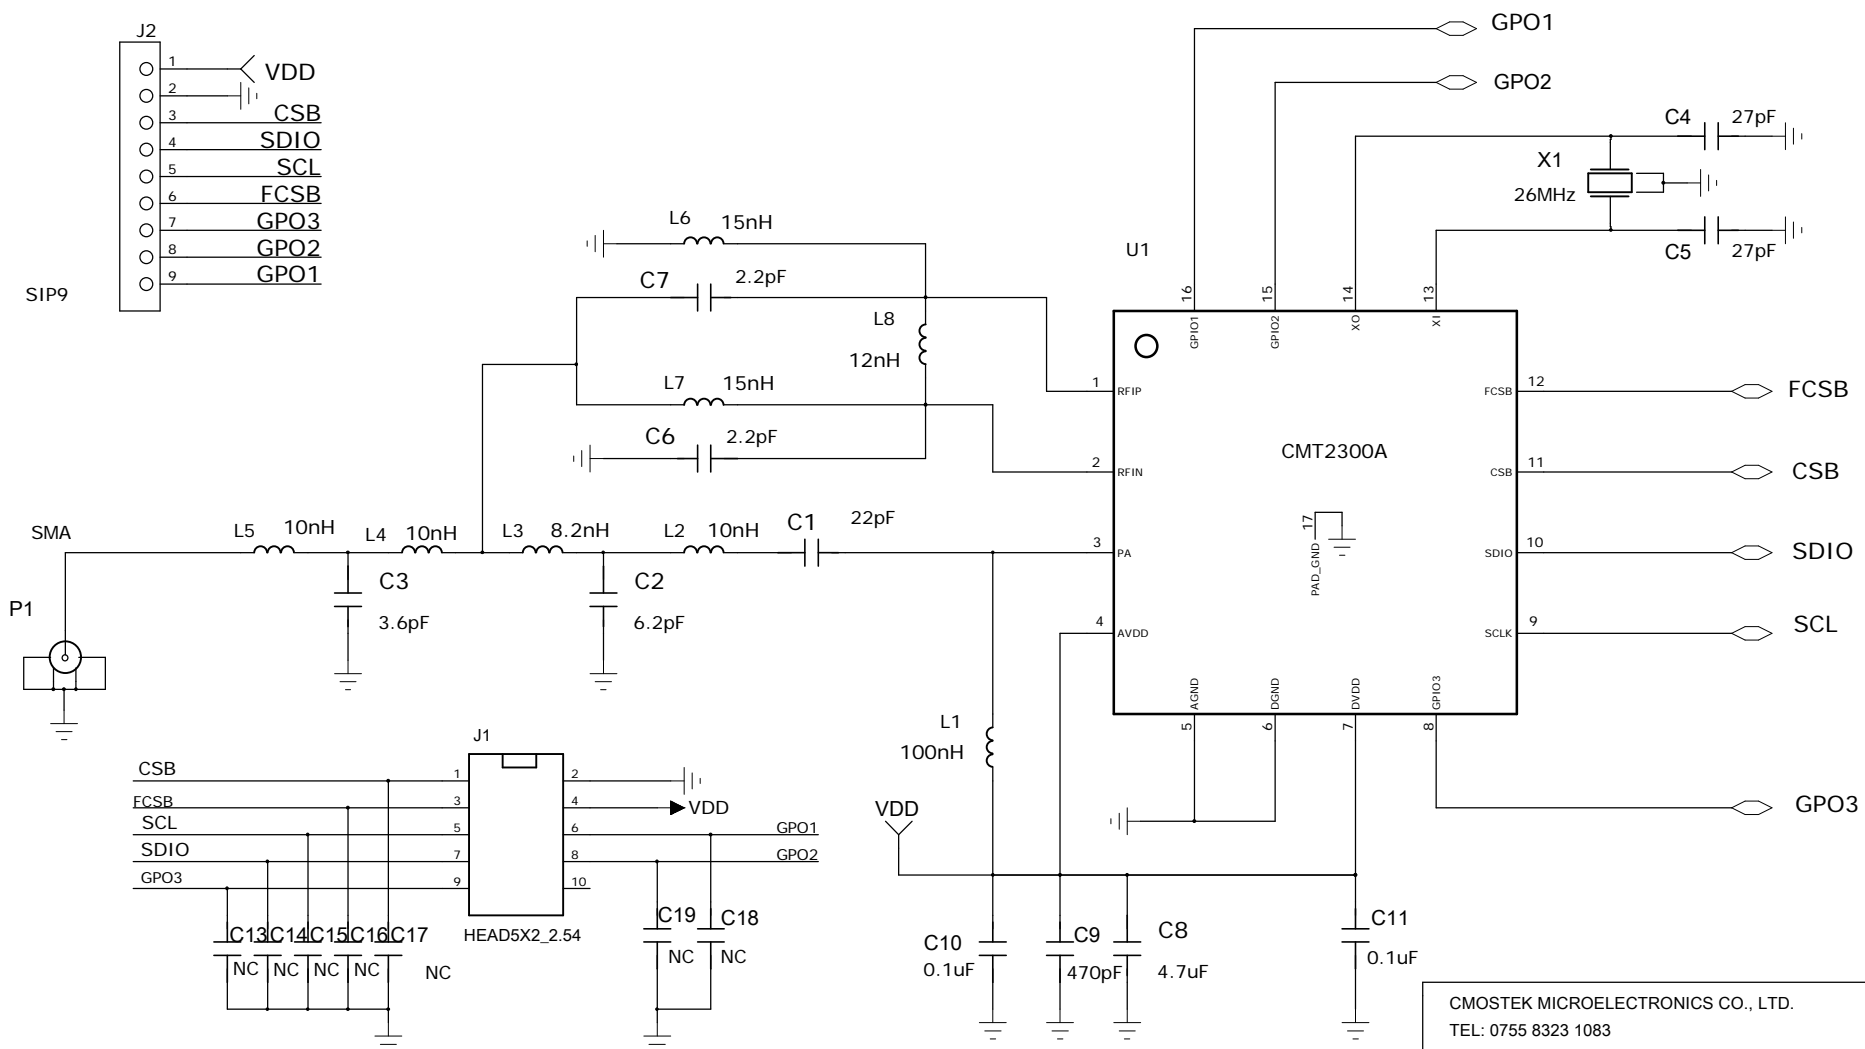 J2
1
VDD
2
3
CSB
4
SDIO
5
SCL
6
FCSB
7
GPO3
8
GPO2
9
GPO1
SIP9
GPO1
GPO2
C4
27pF
X1
26MHz
C5
27pF
L6
15nH
C7
2.2pF
L8
12nH
L7
15nH
C6
2.2pF
U1
16
15
14
13
GPIO1
GPIO2
XO
XI
1
RFIP
2
RFIN
3
PA
4
AVDD
CMT2300A
17
PAD_GND
FCSB
12
FCSB
CSB
11
CSB
SDIO
10
SDIO
SCLK
9
SCL
AGND
DGND
DVDD
GPIO3
5
6
7
8
GPO3
SMA
P1
L5
10nH
L4
10nH
L3
8.2nH
L2
10nH
C1
22pF
C3
3.6pF
C2
6.2pF
L1
100nH
VDD
C10
0.1uF
C9
470pF
C8
4.7uF
C11
0.1uF
J1
CSB
1
2
FCSB
3
4
VDD
SCL
5
6
GPO1
SDIO
7
8
GPO2
GPO3
9
10
HEAD5X2_2.54
C13
C14
C15
C16
C17
NC
NC
NC
NC
NC
C19
C18
NC
NC
CMOSTEK MICROELECTRONICS CO., LTD.
TEL: 0755 8323 1083